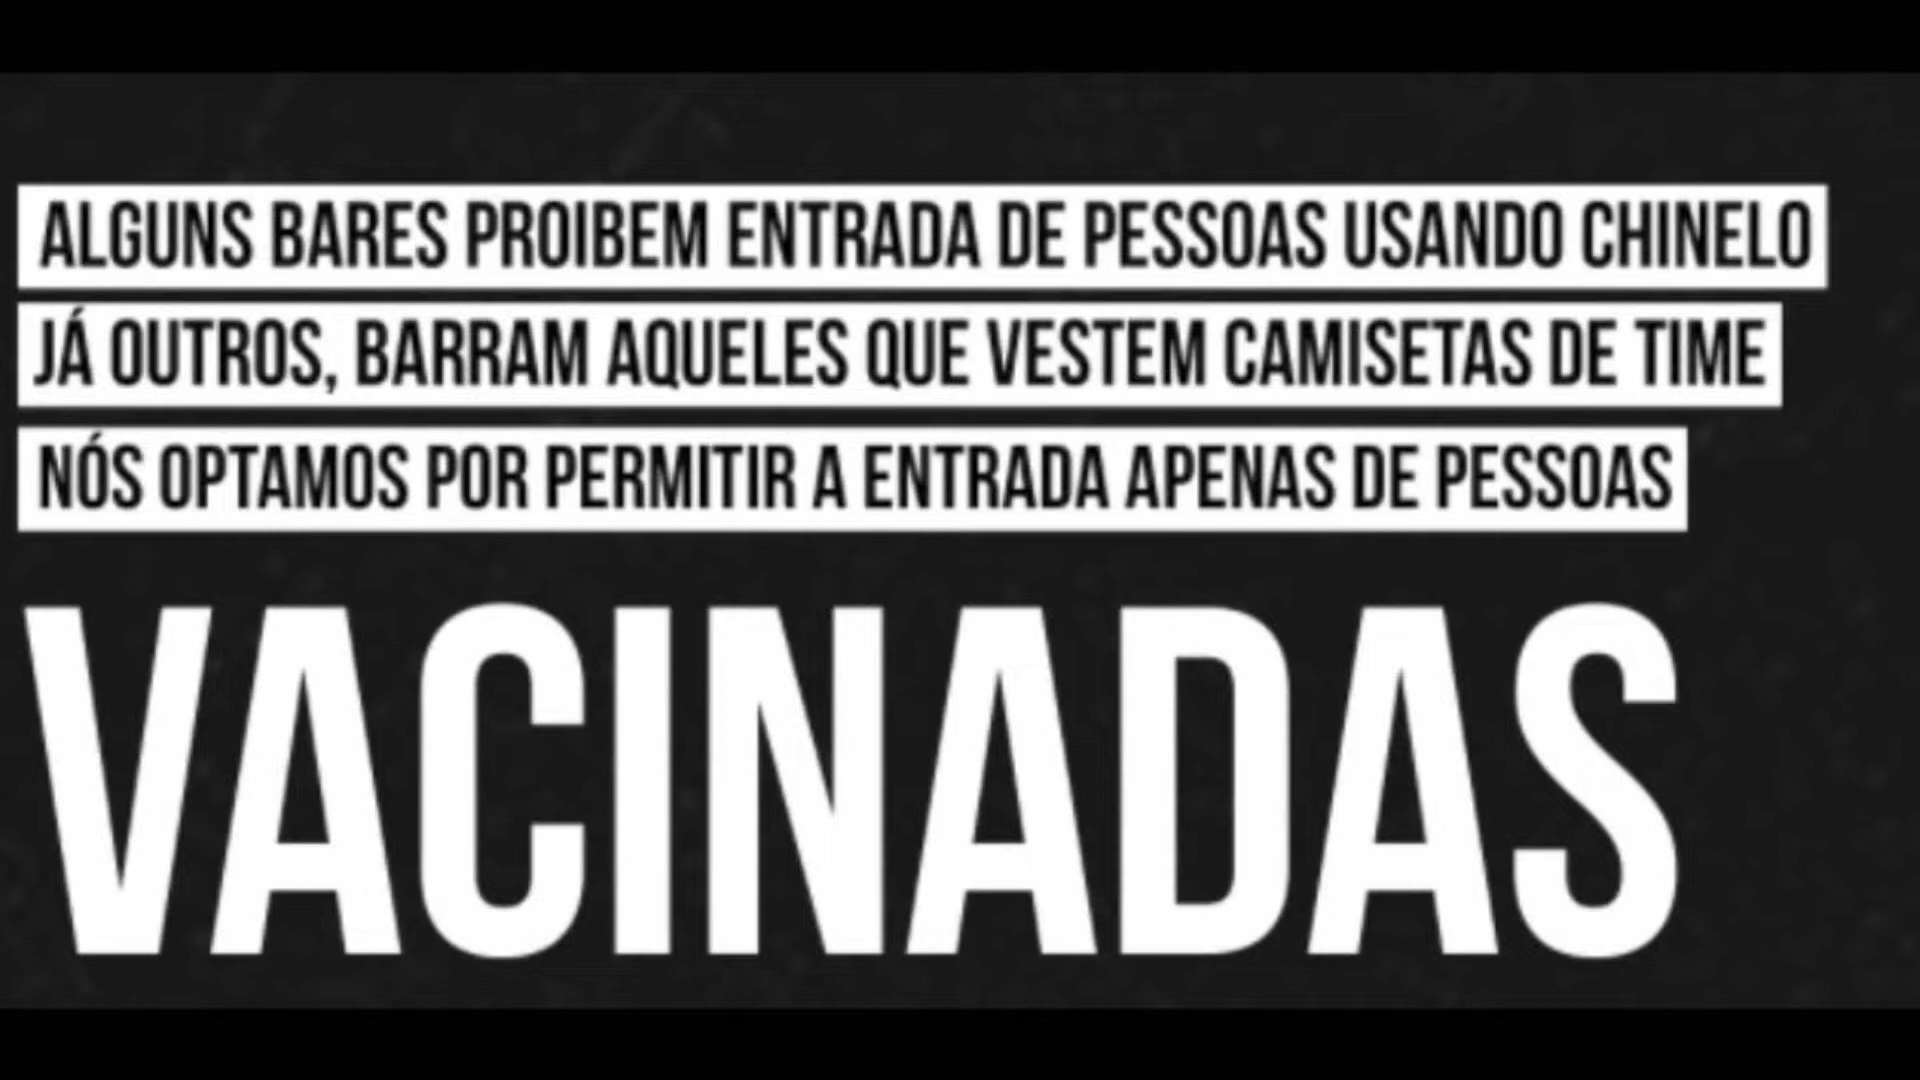 ALGUNS BARES PROIBEM ENTRADA DE PESSOAS USANDO CHINELO
JÁ OUTROS, BARRAM AQUELES QUE VESTEM CAMISETAS DE TIME
NÓS OPTAMOS POR PERMITIR A ENTRADA APENAS DE PESSOAS
VACINADAS